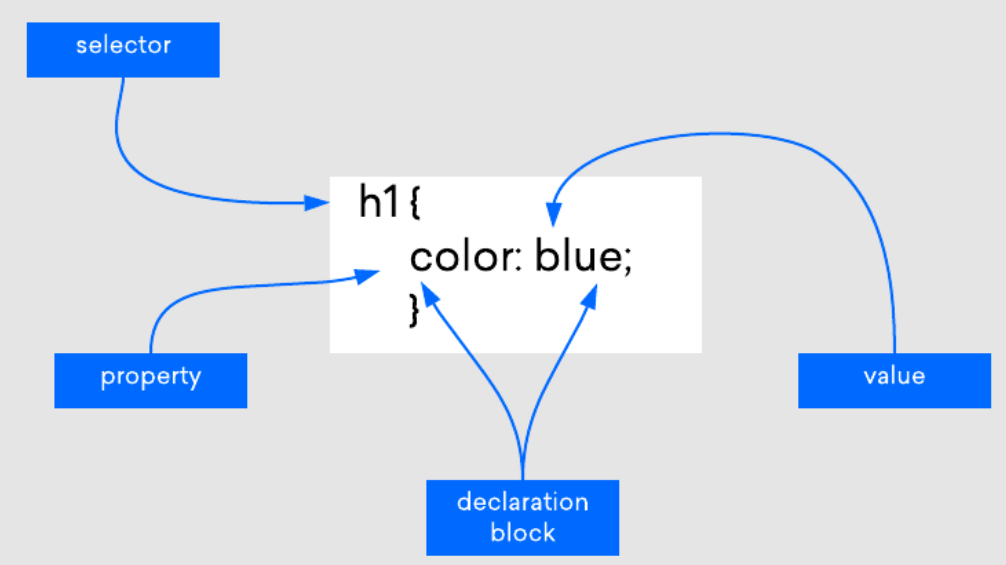 selector
h1 {
color: blue;
}
property
value
declaration
block